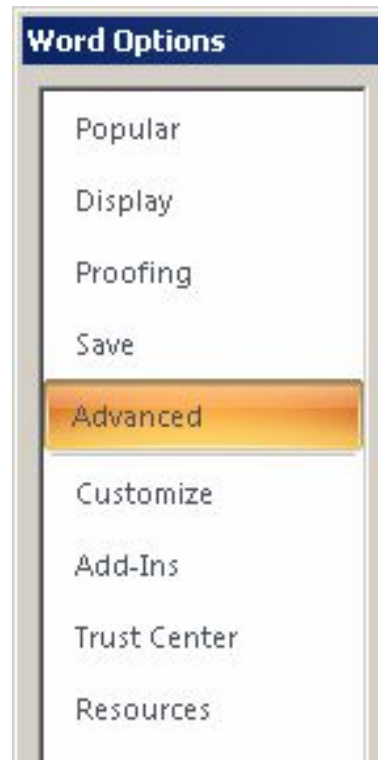 Word Options
Popular
Display
Proofing
Save
Advanced
Customize
Add-Ins
Trust Center
Resources